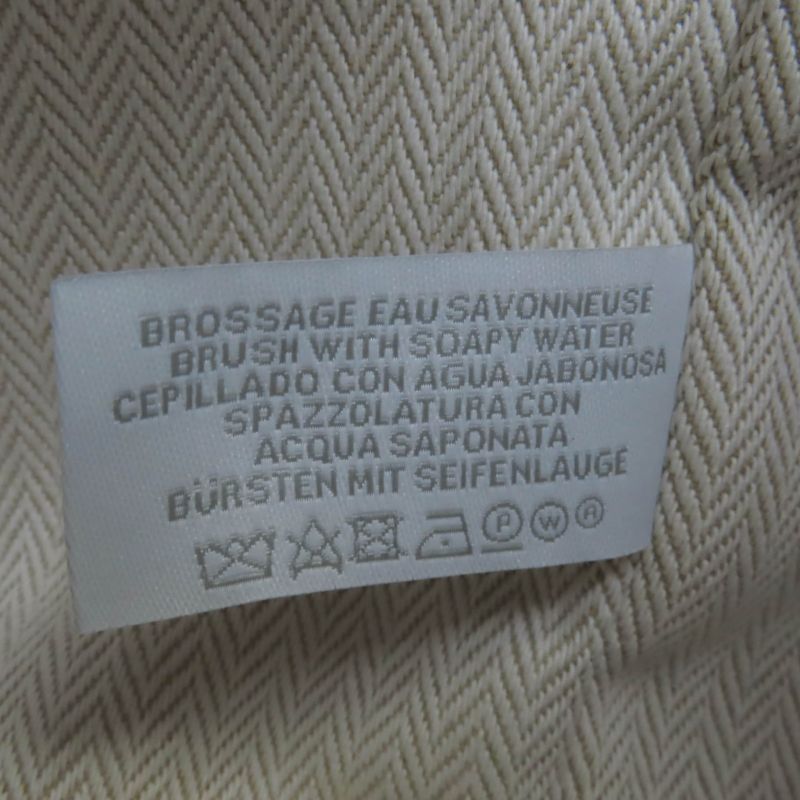 BROSSAGE EAU SAVONNEUSE
BRUSH WITH SOAPY WATER
CEPILLADO CON AGUA JABONOSA
SPAZZOLATURA CON
ACQUA SAPONATA
BÜRSTEN MIT SEIFENLAUGE
P W A